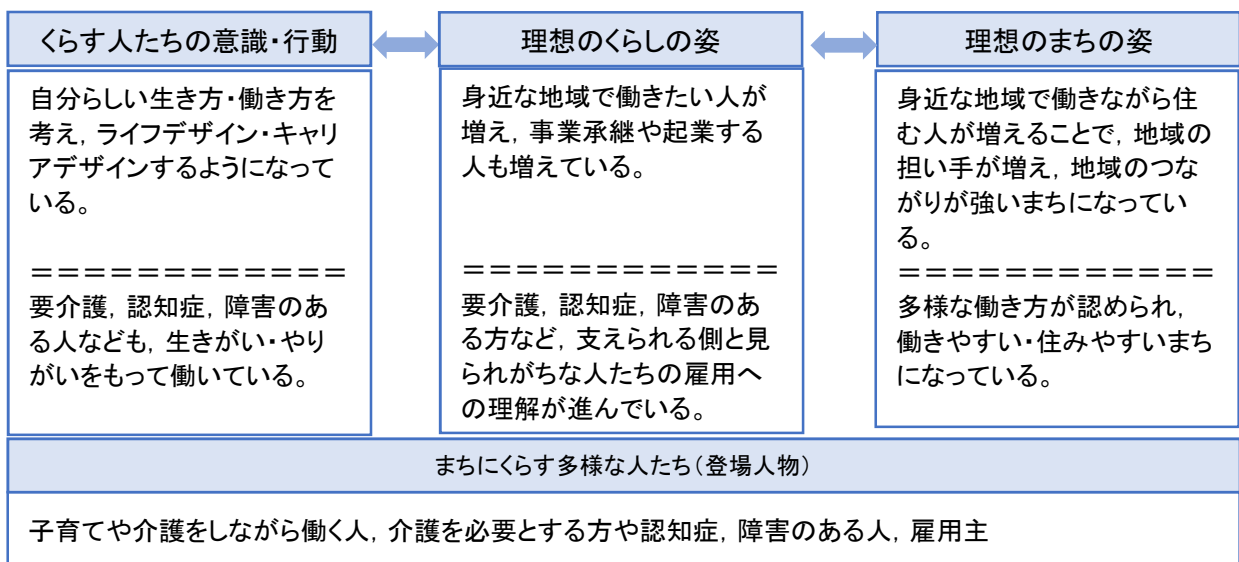 くらす人たちの意識・行動
自分らしい生き方・働き方を
考え，ライフデザイン・キャリ
アデザインするようになって
いる。
＝＝＝＝＝＝＝＝＝＝＝＝
要介護，認知症，障害のあ
る人なども，生きがい・やり
がいをもって働いている。
理想のくらしの姿
身近な地域で働きたい人が
増え，事業承継や起業する
人も増えている。
＝＝＝＝＝＝＝＝＝＝＝＝
要介護，認知症，障害のあ
る方など，支えられる側と見
られがちな人たちの雇用へ
の理解が進んでいる。
理想のまちの姿
身近な地域で働きながら住
む人が増えることで，地域の
担い手が増え，地域のつな
がりが強いまちになってい
る。
＝＝＝＝＝＝＝＝＝＝＝＝
多様な働き方が認められ，
働きやすい・住みやすいまち
になっている。
まちにくらす多様な人たち（登場人物）
子育てや介護をしながら働く人，介護を必要とする方や認知症，障害のある人，雇用主